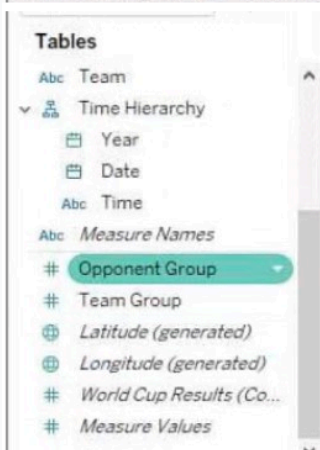 Tables
Abc Team
Time Hierarchy
Year
Date
Abc Time
Abc Measure Names
# Opponent Group
# Team Group
Latitude (generated)
Longitude (generated)
# World Cup Results (Co...
# Measure Values